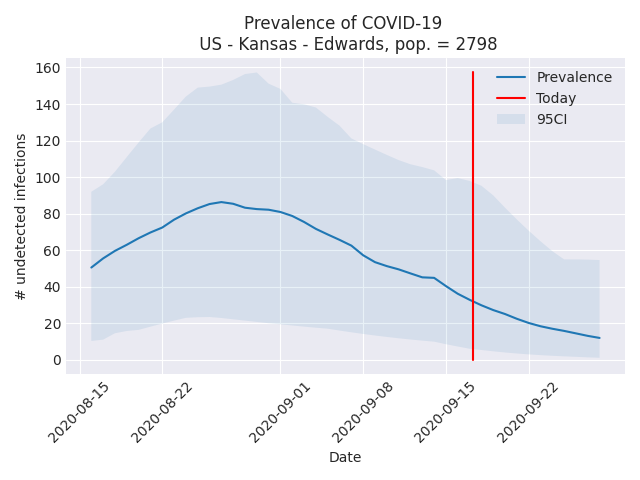 Prevalence of COVID-19
US - Kansas - Edwards, pop. = 2798
160
140
120
100
80
60
40
20
0
# undetected infections
Prevalence
Today
95CI
2020-08-15
2020-08-22
2020-09-01
2020-09-08
2020-09-15
2020-09-22
Date